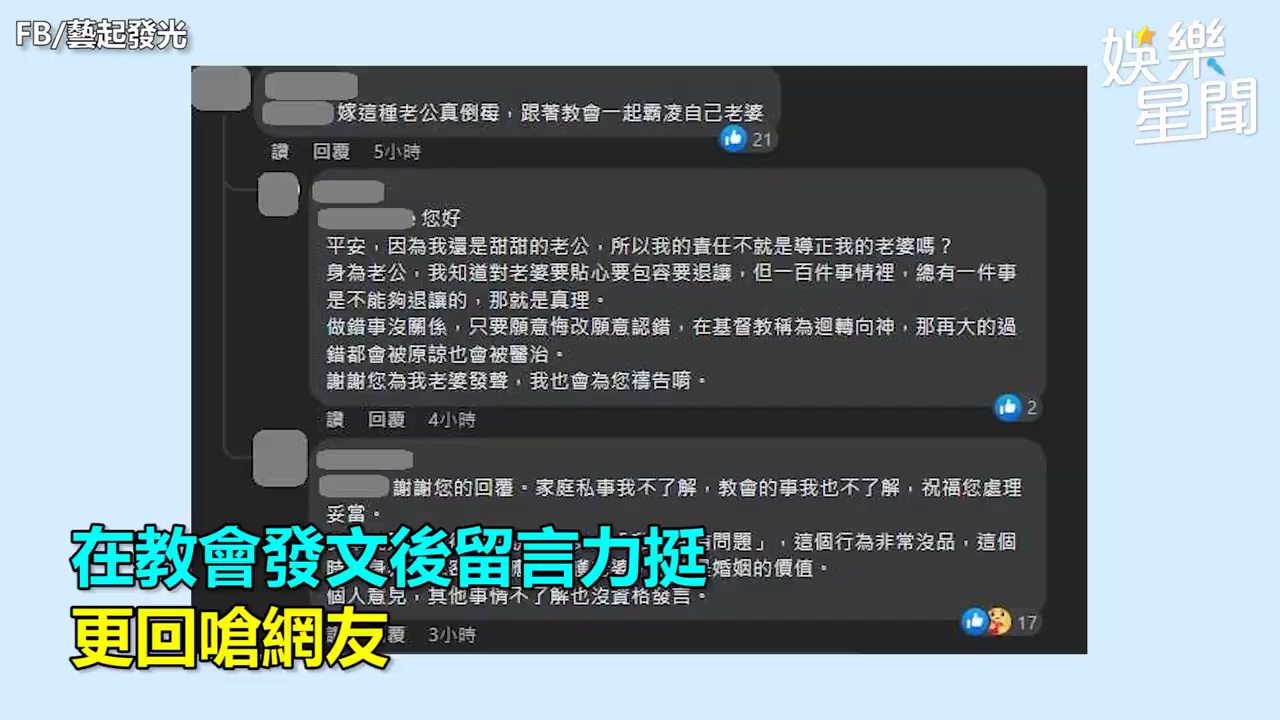 FB/藝起發光
娛樂
星聞
嫁這種老公真倒霉，跟著教會一起霸凌自己老婆
21
讚 回覆 5小時
您好
平安，因為我還是甜甜的老公，所以我的責任不就是導正我的老婆嗎？
身為老公，我知道對老婆要貼心要包容要退讓，但一百件事情裡，總有一件事
是不能夠退讓的，那就是真理。
做錯事沒關係，只要願意悔改願意認錯，在基督教稱為迴轉向神，那再大的過
錯都會被原諒也會被醫治。
謝謝您為我老婆發聲，我也會為您禱告唷。
2
讚 回覆 4小時
謝謝您的回覆。家庭私事我不了解，教會的事我也不了解，祝福您處理
妥當。
問題」，這個行為非常沒品，這個
婚姻的價值。
個人意見，其他事情不了解也沒資格發言。
17
覆 3小時
在教會發文後留言力挺
更回嗆網友